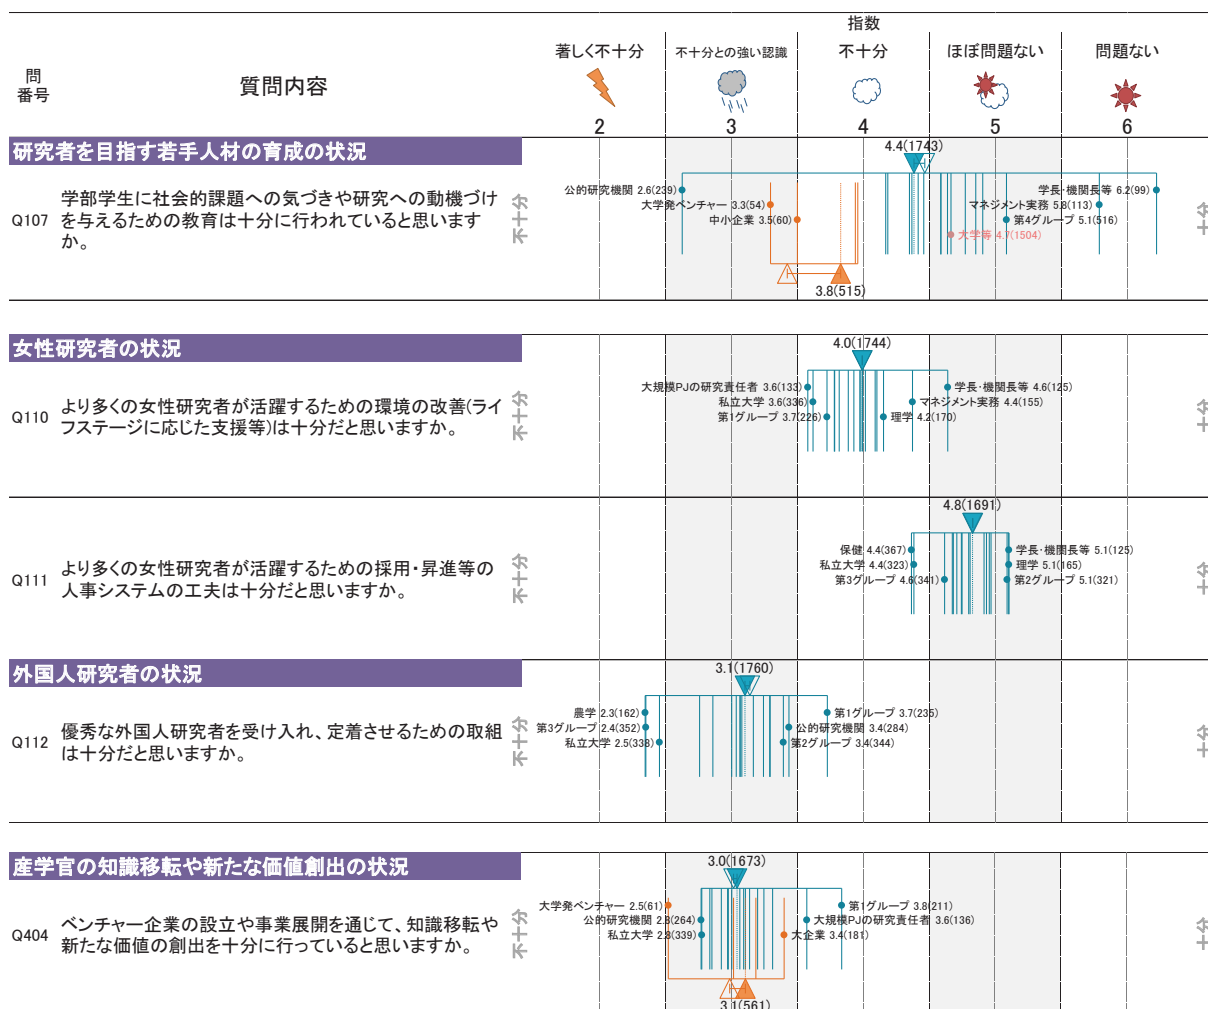 指数
著しく不十分 不十分との強い認識 不十分 ほぼ問題ない 問題ない
問番号 質問内容
2 3 4 5 6
研究者を目指す若手人材の育成の状況
4.4(1743)
Q107 学部学生に社会的課題への気づきや研究への動機づけ
を与えるための教育は十分に行われていると思います
か。
不十分
十分
公的研究機関 2.6(239)
大学発ベンチャー 3.3(54)
中小企業 3.5(60)
学長・機関長等 6.2(99)
マネジメント実務 5.8(113)
第4グループ 5.1(516)
大学等 4.7(1504)
3.8(515)
女性研究者の状況
4.0(1744)
Q110 より多くの女性研究者が活躍するための環境の改善(ライ
フステージに応じた支援等)は十分だと思いますか。
不十分
十分
大規模PJの研究責任者 3.6(133)
私立大学 3.6(336)
第1グループ 3.7(226)
学長・機関長等 4.6(125)
マネジメント実務 4.4(155)
理学 4.2(170)
4.8(1691)
Q111 より多くの女性研究者が活躍するための採用・昇進等の
人事システムの工夫は十分だと思いますか。
不十分
十分
保健 4.4(367)
私立大学 4.4(323)
第3グループ 4.6(341)
学長・機関長等 5.1(125)
理学 5.1(165)
第2グループ 5.1(321)
外国人研究者の状況
3.1(1760)
Q112 優秀な外国人研究者を受け入れ、定着させるための取組
は十分だと思いますか。
不十分
十分
農学 2.3(162)
第3グループ 2.4(352)
私立大学 2.5(338)
第1グループ 3.7(235)
公的研究機関 3.4(284)
第2グループ 3.4(344)
産学官の知識移転や新たな価値創出の状況
3.0(1673)
Q404 ベンチャー企業の設立や事業展開を通じて、知識移転や
新たな価値の創出を十分に行っていると思いますか。
不十分
十分
大学発ベンチャー 2.5(61)
公的研究機関 2.8(264)
私立大学 2.8(339)
第1グループ 3.8(211)
大規模PJの研究責任者 3.6(136)
大企業 3.4(181)
3.1(561)